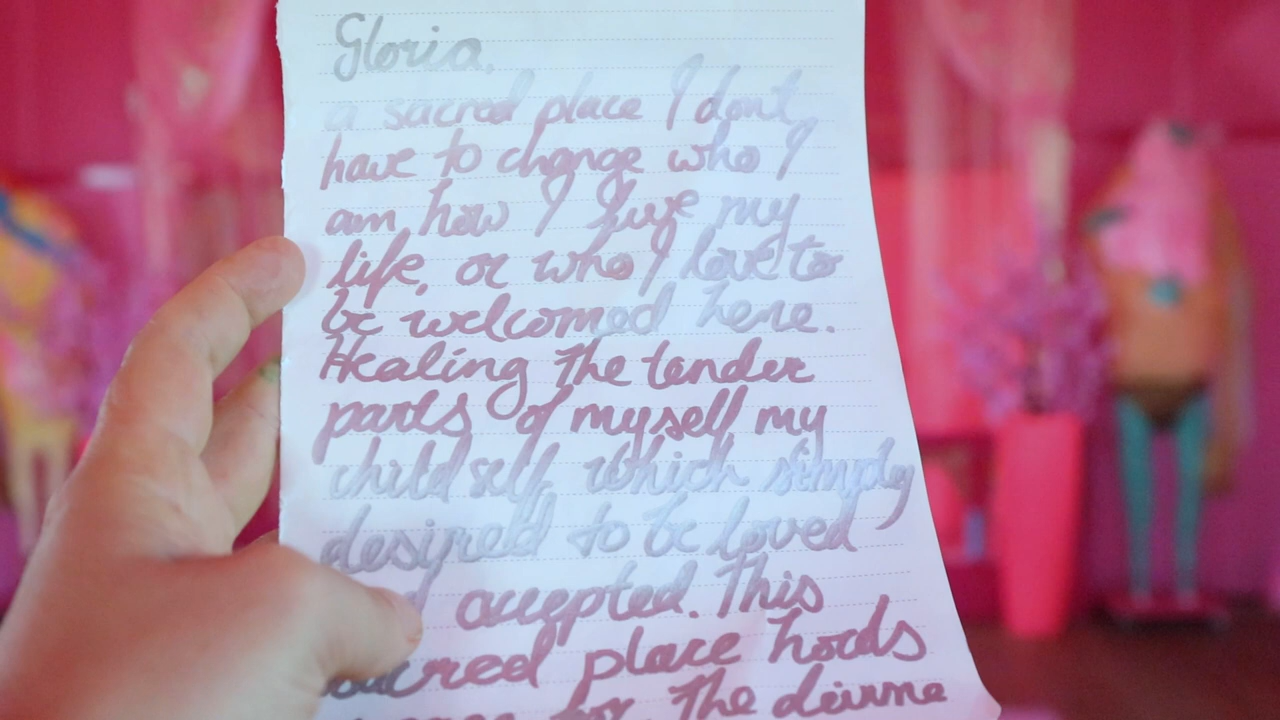 Gloria,
a sacred place I dont
have to change who I
am how I live my
life, or who I love to
be welcomed here.
Healing the tender
parts of myself my
child self which simply
desired to be loved
accepted. This
sacred place holds
for the divine